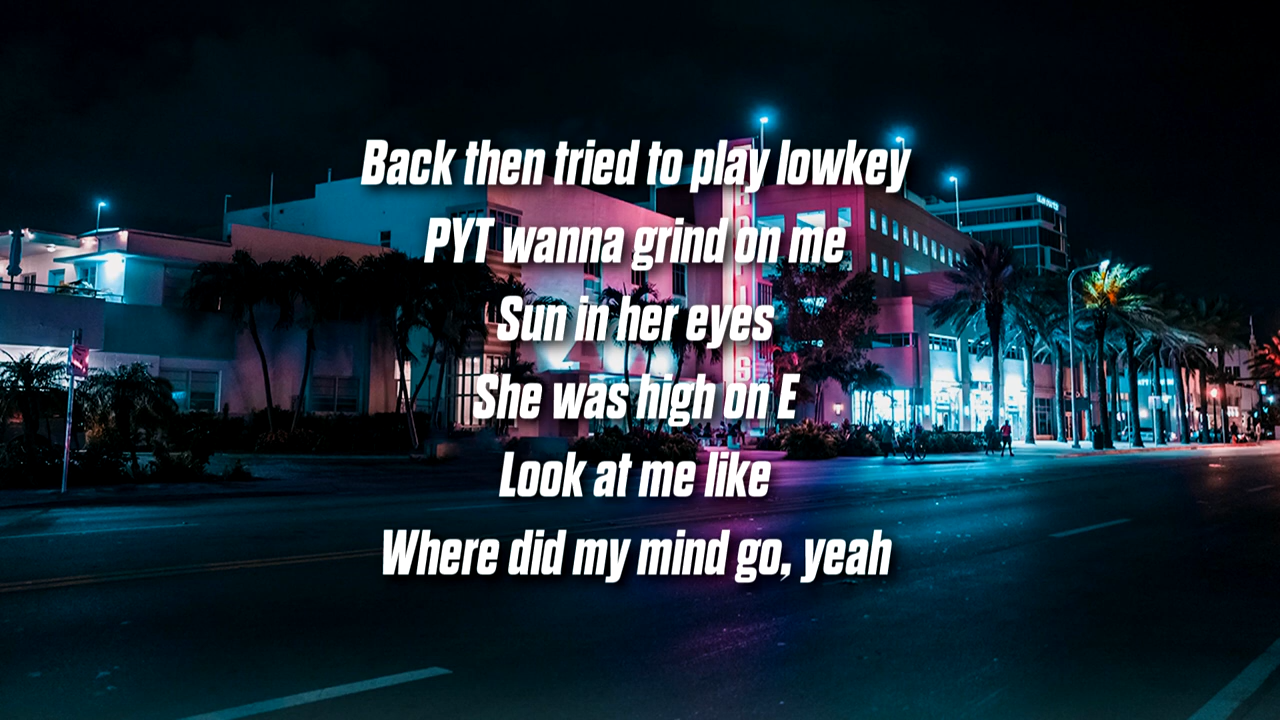 Back then tried to play lowkey
PYT wanna grind on me
Sun in her eyes
She was high on E
Look at me like
Where did my mind go, yeah